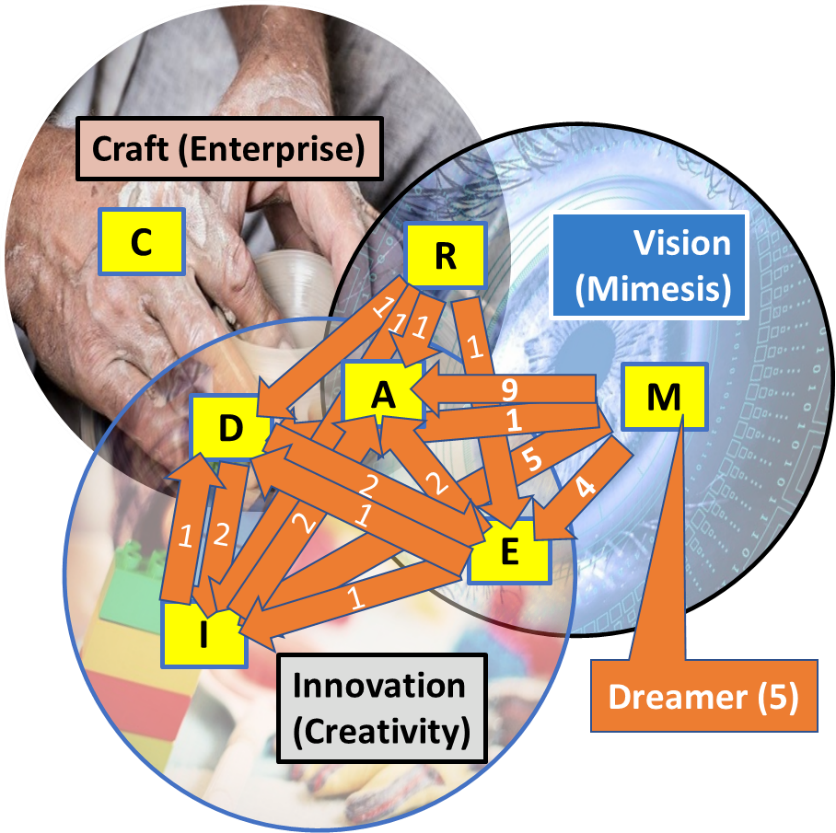 Craft (Enterprise)
C
R
Vision
(Mimesis)
1
1
1
1
A
9
M
D
1
5
2
2
4
1
2
1
2
E
1
I
Innovation
(Creativity)
Dreamer (5)